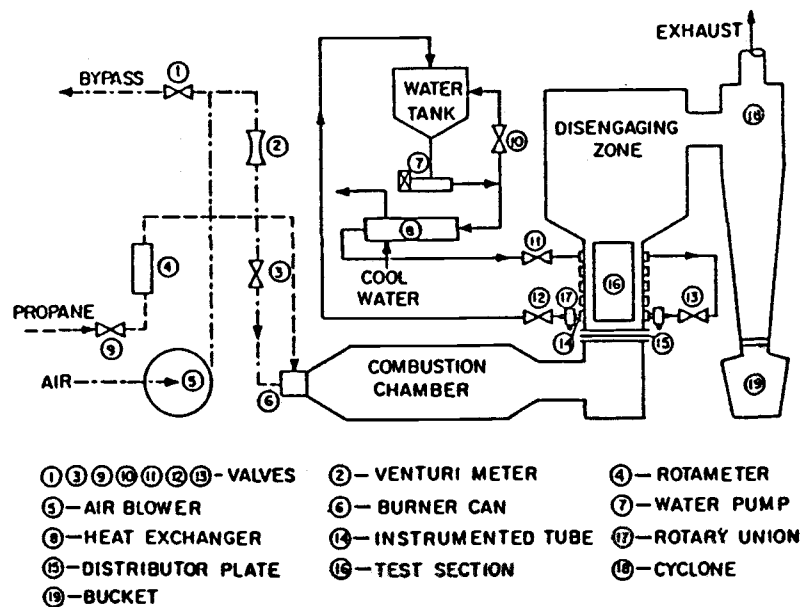 EXHAUST
BYPASS
①
WATER
TANK
②
⑦
⑩
DISENGAGING
ZONE
⑱
④
③
⑧
COOL
WATER
⑪
⑯
PROPANE
⑨
⑫
⑰
⑬
⑭
⑮
AIR
⑤
⑥
COMBUSTION
CHAMBER
⑲
①③⑨⑩⑪⑫⑬-VALVES
②-VENTURI METER
④-ROTAMETER
⑤-AIR BLOWER
⑥-BURNER CAN
⑦-WATER PUMP
⑧-HEAT EXCHANGER
⑭-INSTRUMENTED TUBE
⑰-ROTARY UNION
⑮-DISTRIBUTOR PLATE
⑯-TEST SECTION
⑱-CYCLONE
⑲-BUCKET